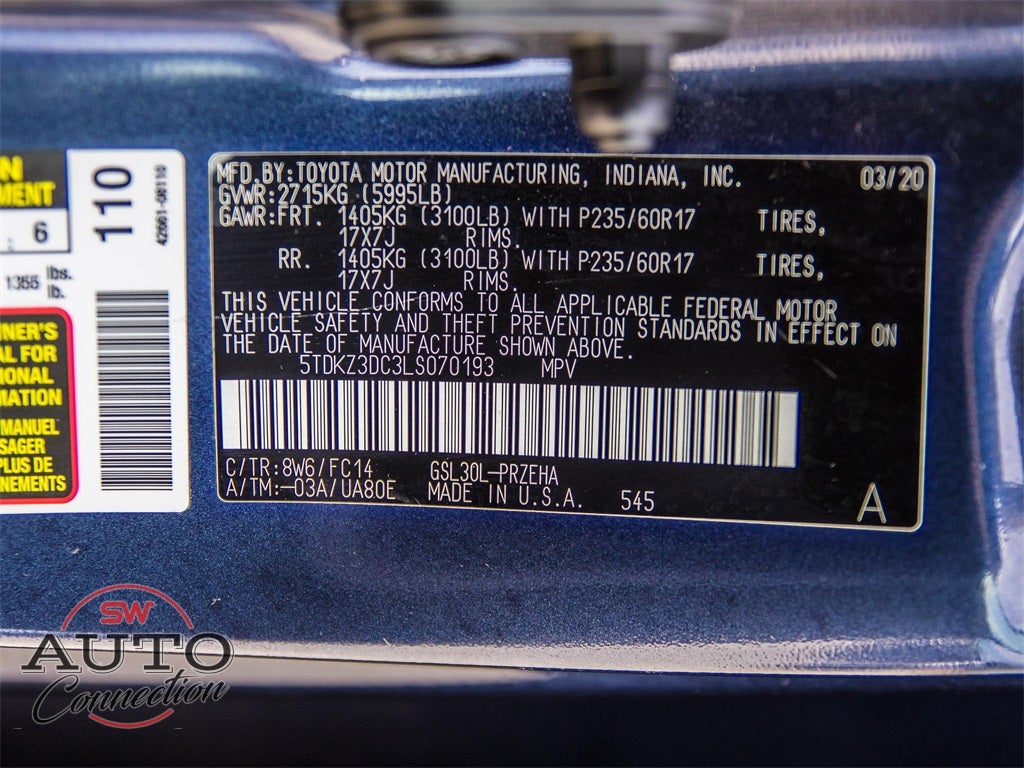 N
EMENT
6
1355 lbs.
lb.
NER'S
AL FOR
IONAL
MATION
MANUEL
SAGER
PLUS DE
NEMENTS
110
42661-08110
MFD.BY:TOYOTA MOTOR MANUFACTURING, INDIANA, INC. 03/20
GVWR:2715KG (5995LB)
GAWR:FRT. 1405KG (3100LB) WITH P235/60R17 TIRES,
17X7J RIMS.
RR. 1405KG (3100LB) WITH P235/60R17 TIRES,
17X7J RIMS.
THIS VEHICLE CONFORMS TO ALL APPLICABLE FEDERAL MOTOR
VEHICLE SAFETY AND THEFT PREVENTION STANDARDS IN EFFECT ON
THE DATE OF MANUFACTURE SHOWN ABOVE.
5TDKZ3DC3LS070193 MPV
C/TR:8W6/FC14 GSL30L-PRZEHA
A/TM:-03A/UA80E MADE IN U.S.A. 545
A
SW
AUTO
Connection